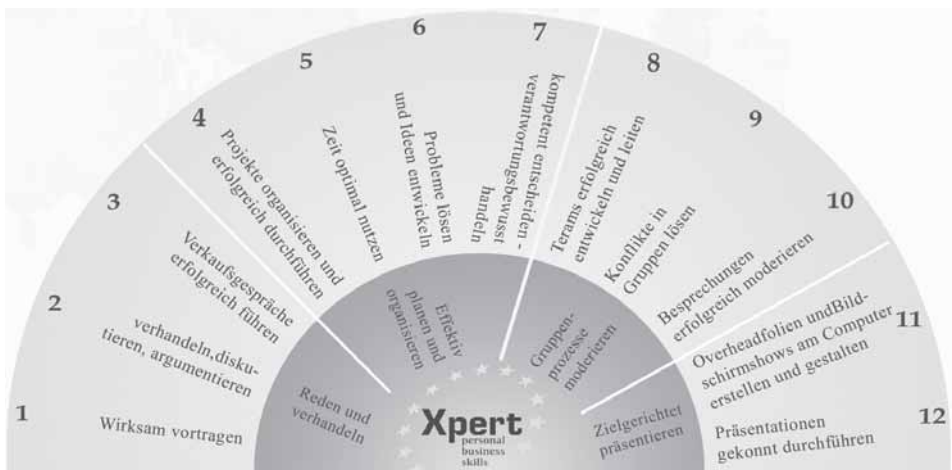 1
Wirksam vortragen
2
verhandeln,disku-
tieren, argumentieren
3
Verkaufsgespräche
erfolgreich führen
4
Projekte organisieren und
erfolgreich durchführen
5
Zeit optimal nutzen
6
Probleme lösen
und Ideen entwickeln
7
kompetent entscheiden -
verantwortungsbewusst
handeln
8
Terams erfolgreich
entwickeln und leiten
9
Konflikte in
Gruppen lösen
10
Besprechungen
erfolgreich moderieren
11
Overheadfolien undBild-
schirmshows am Computer
erstellen und gestalten
12
Präsentationen
gekonnt durchführen
Reden und
verhandeln
Effektiv
planen und
organisieren
Gruppen-
prozesse
moderieren
Zielgerichtet
präsentieren
Xpert
personal
business
skills